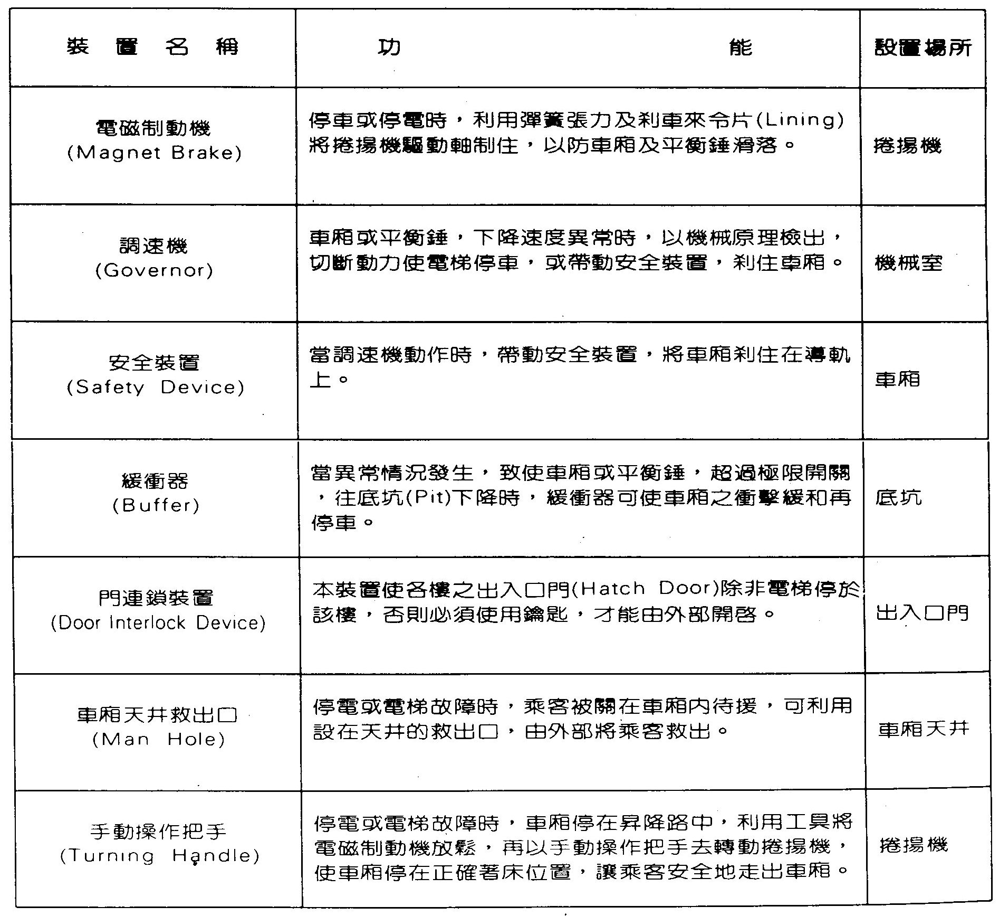 裝置名稱 功能 設置場所
電磁制動機
(Magnet Brake)
停車或停電時，利用彈簧張力及剎車來令片(Lining)
將捲揚機驅動軸制住，以防車廂及平衡錘滑落。
捲揚機
調速機
(Governor)
車廂或平衡錘，下降速度異常時，以機械原理檢出，
切斷動力使電梯停車，或帶動安全裝置，剎住車廂。
機械室
安全裝置
(Safety Device)
當調速機動作時，帶動安全裝置，將車廂剎住在導軌
上。
車廂
緩衝器
(Buffer)
當異常情況發生，致使車廂或平衡錘，超過極限開關
，往底坑(Pit)下降時，緩衝器可使車廂之衝擊緩和再
停車。
底坑
門連鎖裝置
(Door Interlock Device)
本裝置使各樓之出入口門(Hatch Door)除非電梯停於
該樓，否則必須使用鑰匙，才能由外部開啓。
出入口門
車廂天井救出口
(Man Hole)
停電或電梯故障時，乘客被關在車廂內待援，可利用
設在天井的救出口，由外部將乘客救出。
車廂天井
手動操作把手
(Turning Handle)
停電或電梯故障時，車廂停在昇降路中，利用工具將
電磁制動機放鬆，再以手動操作把手去轉動捲揚機，
使車廂停在正確著床位置，讓乘客安全地走出車廂。
捲揚機